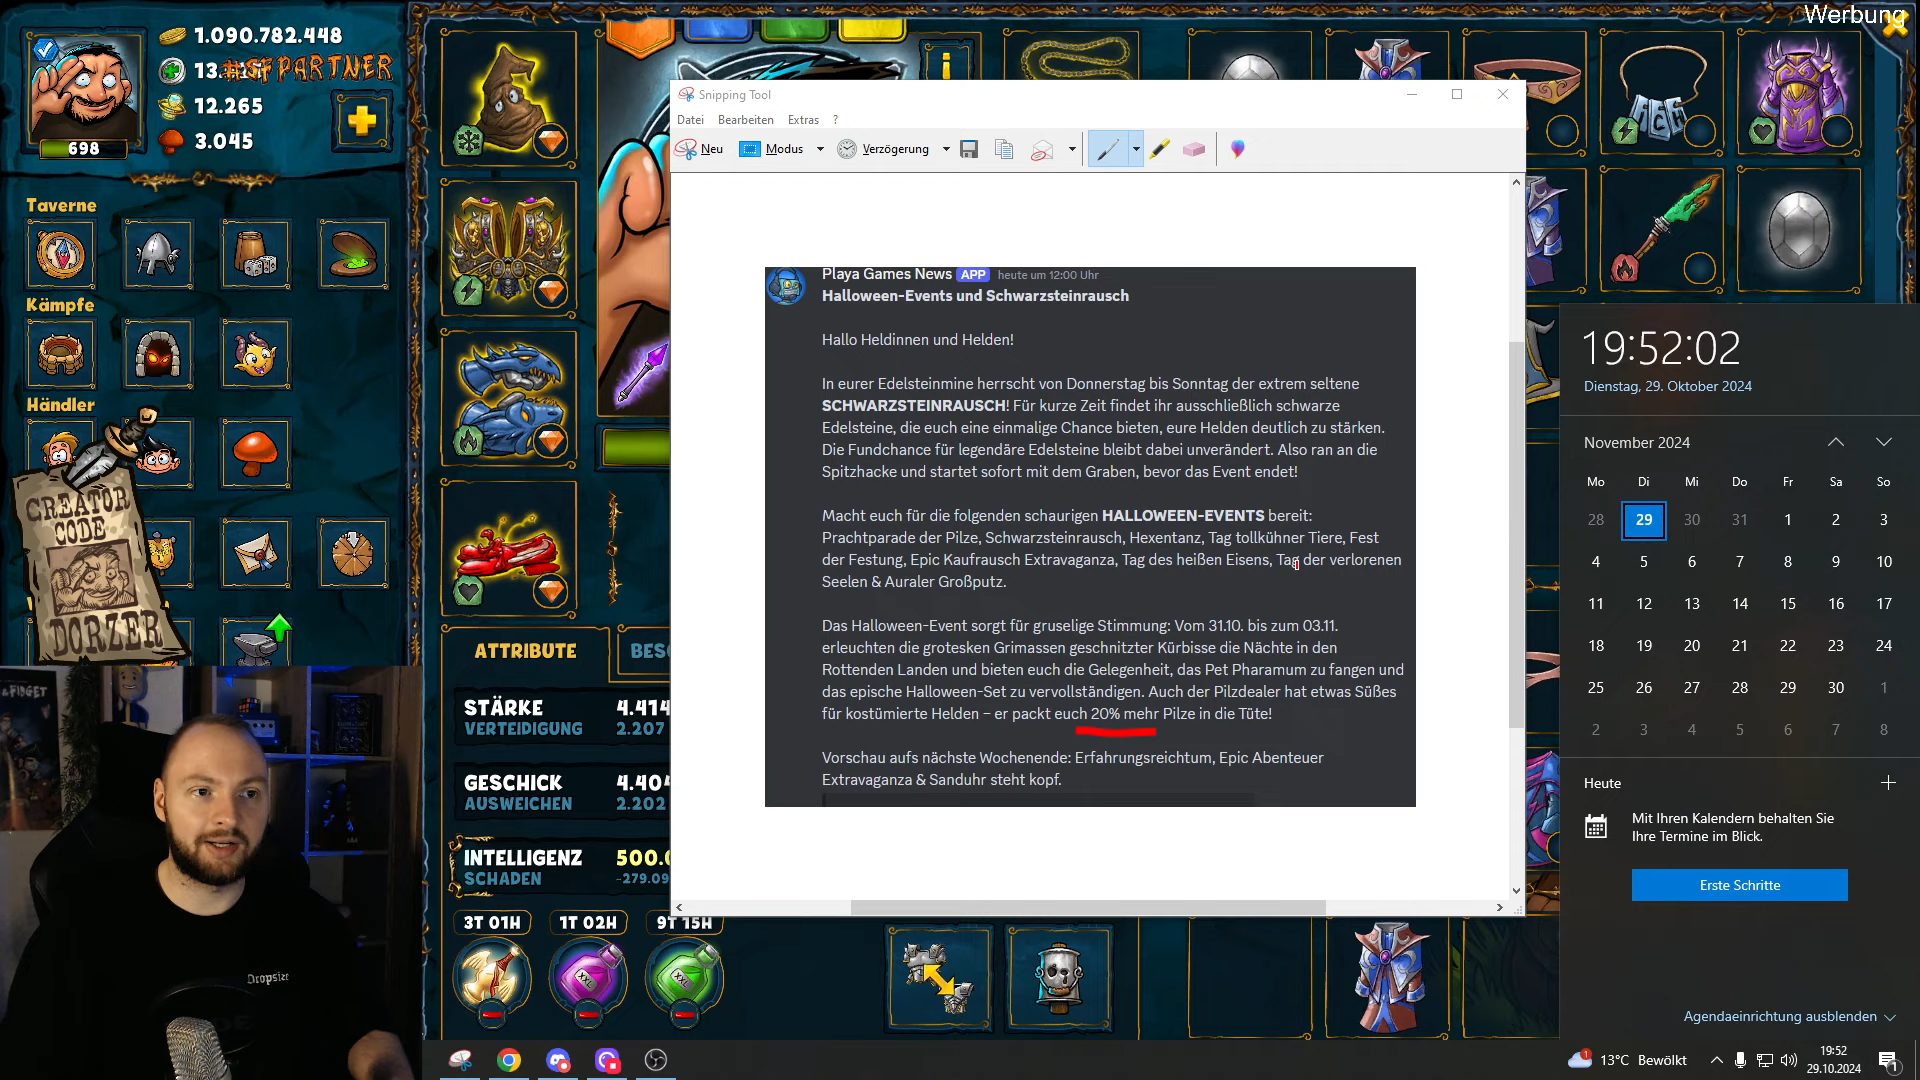 Werbung
1.090.782.448
#SFPARTNER
12.265
3.045
698
Taverne
Kämpfe
Händler
CREATOR
CODE
DORZER
ATTRIBUTE
STÄRKE
4.414
VERTEIDIGUNG
2.207
GESCHICK
4.404
AUSWEICHEN
2.202
INTELLIGENZ
SCHADEN
3T 01H
1T 02H
9T 15H
XXL
XXL
Snipping Tool
Datei
Bearbeiten
Extras
?
Neu
Modus
Verzögerung
Playa Games News APP heute um 12:00 Uhr
Halloween-Events und Schwarzsteinrausch
Hallo Heldinnen und Helden!
In eurer Edelsteinmine herrscht von Donnerstag bis Sonntag der extrem seltene
SCHWARZSTEINRAUSCH! Für kurze Zeit findet ihr ausschließlich schwarze
Edelsteine, die euch eine einmalige Chance bieten, eure Helden deutlich zu stärken.
Die Fundchance für legendäre Edelsteine bleibt dabei unverändert. Also ran an die
Spitzhacke und startet sofort mit dem Graben, bevor das Event endet!
Macht euch für die folgenden schaurigen HALLOWEEN-EVENTS bereit:
Prachtparade der Pilze, Schwarzsteinrausch, Hexentanz, Tag tollkühner Tiere, Fest
der Festung, Epic Kaufrausch Extravaganza, Tag des heißen Eisens, Tag der verlorenen
Seelen & Auraler Großputz.
Das Halloween-Event sorgt für gruselige Stimmung: Vom 31.10. bis zum 03.11.
erleuchten die grotesken Grimassen geschnitzter Kürbisse die Nächte in den
Rottenden Landen und bieten euch die Gelegenheit, das Pet Pharamum zu fangen und
das epische Halloween-Set zu vervollständigen. Auch der Pilzdealer hat etwas Süßes
für kostümierte Helden – er packt euch 20% mehr Pilze in die Tüte!
Vorschau aufs nächste Wochenende: Erfahrungsreichtum, Epic Abenteuer
Extravaganza & Sanduhr steht kopf.
19:52:02
Dienstag, 29. Oktober 2024
November 2024
Mo Di Mi Do Fr Sa So
28 29 30 31 1 2 3
4 5 6 7 8 9 10
11 12 13 14 15 16 17
18 19 20 21 22 23 24
25 26 27 28 29 30 1
2 3 4 5 6 7 8
Heute
Mit Ihren Kalendern behalten Sie
Ihre Termine im Blick.
Erste Schritte
Agendaeinrichtung ausblenden
Dropsize
13°C Bewölkt
19:52
29.10.2024